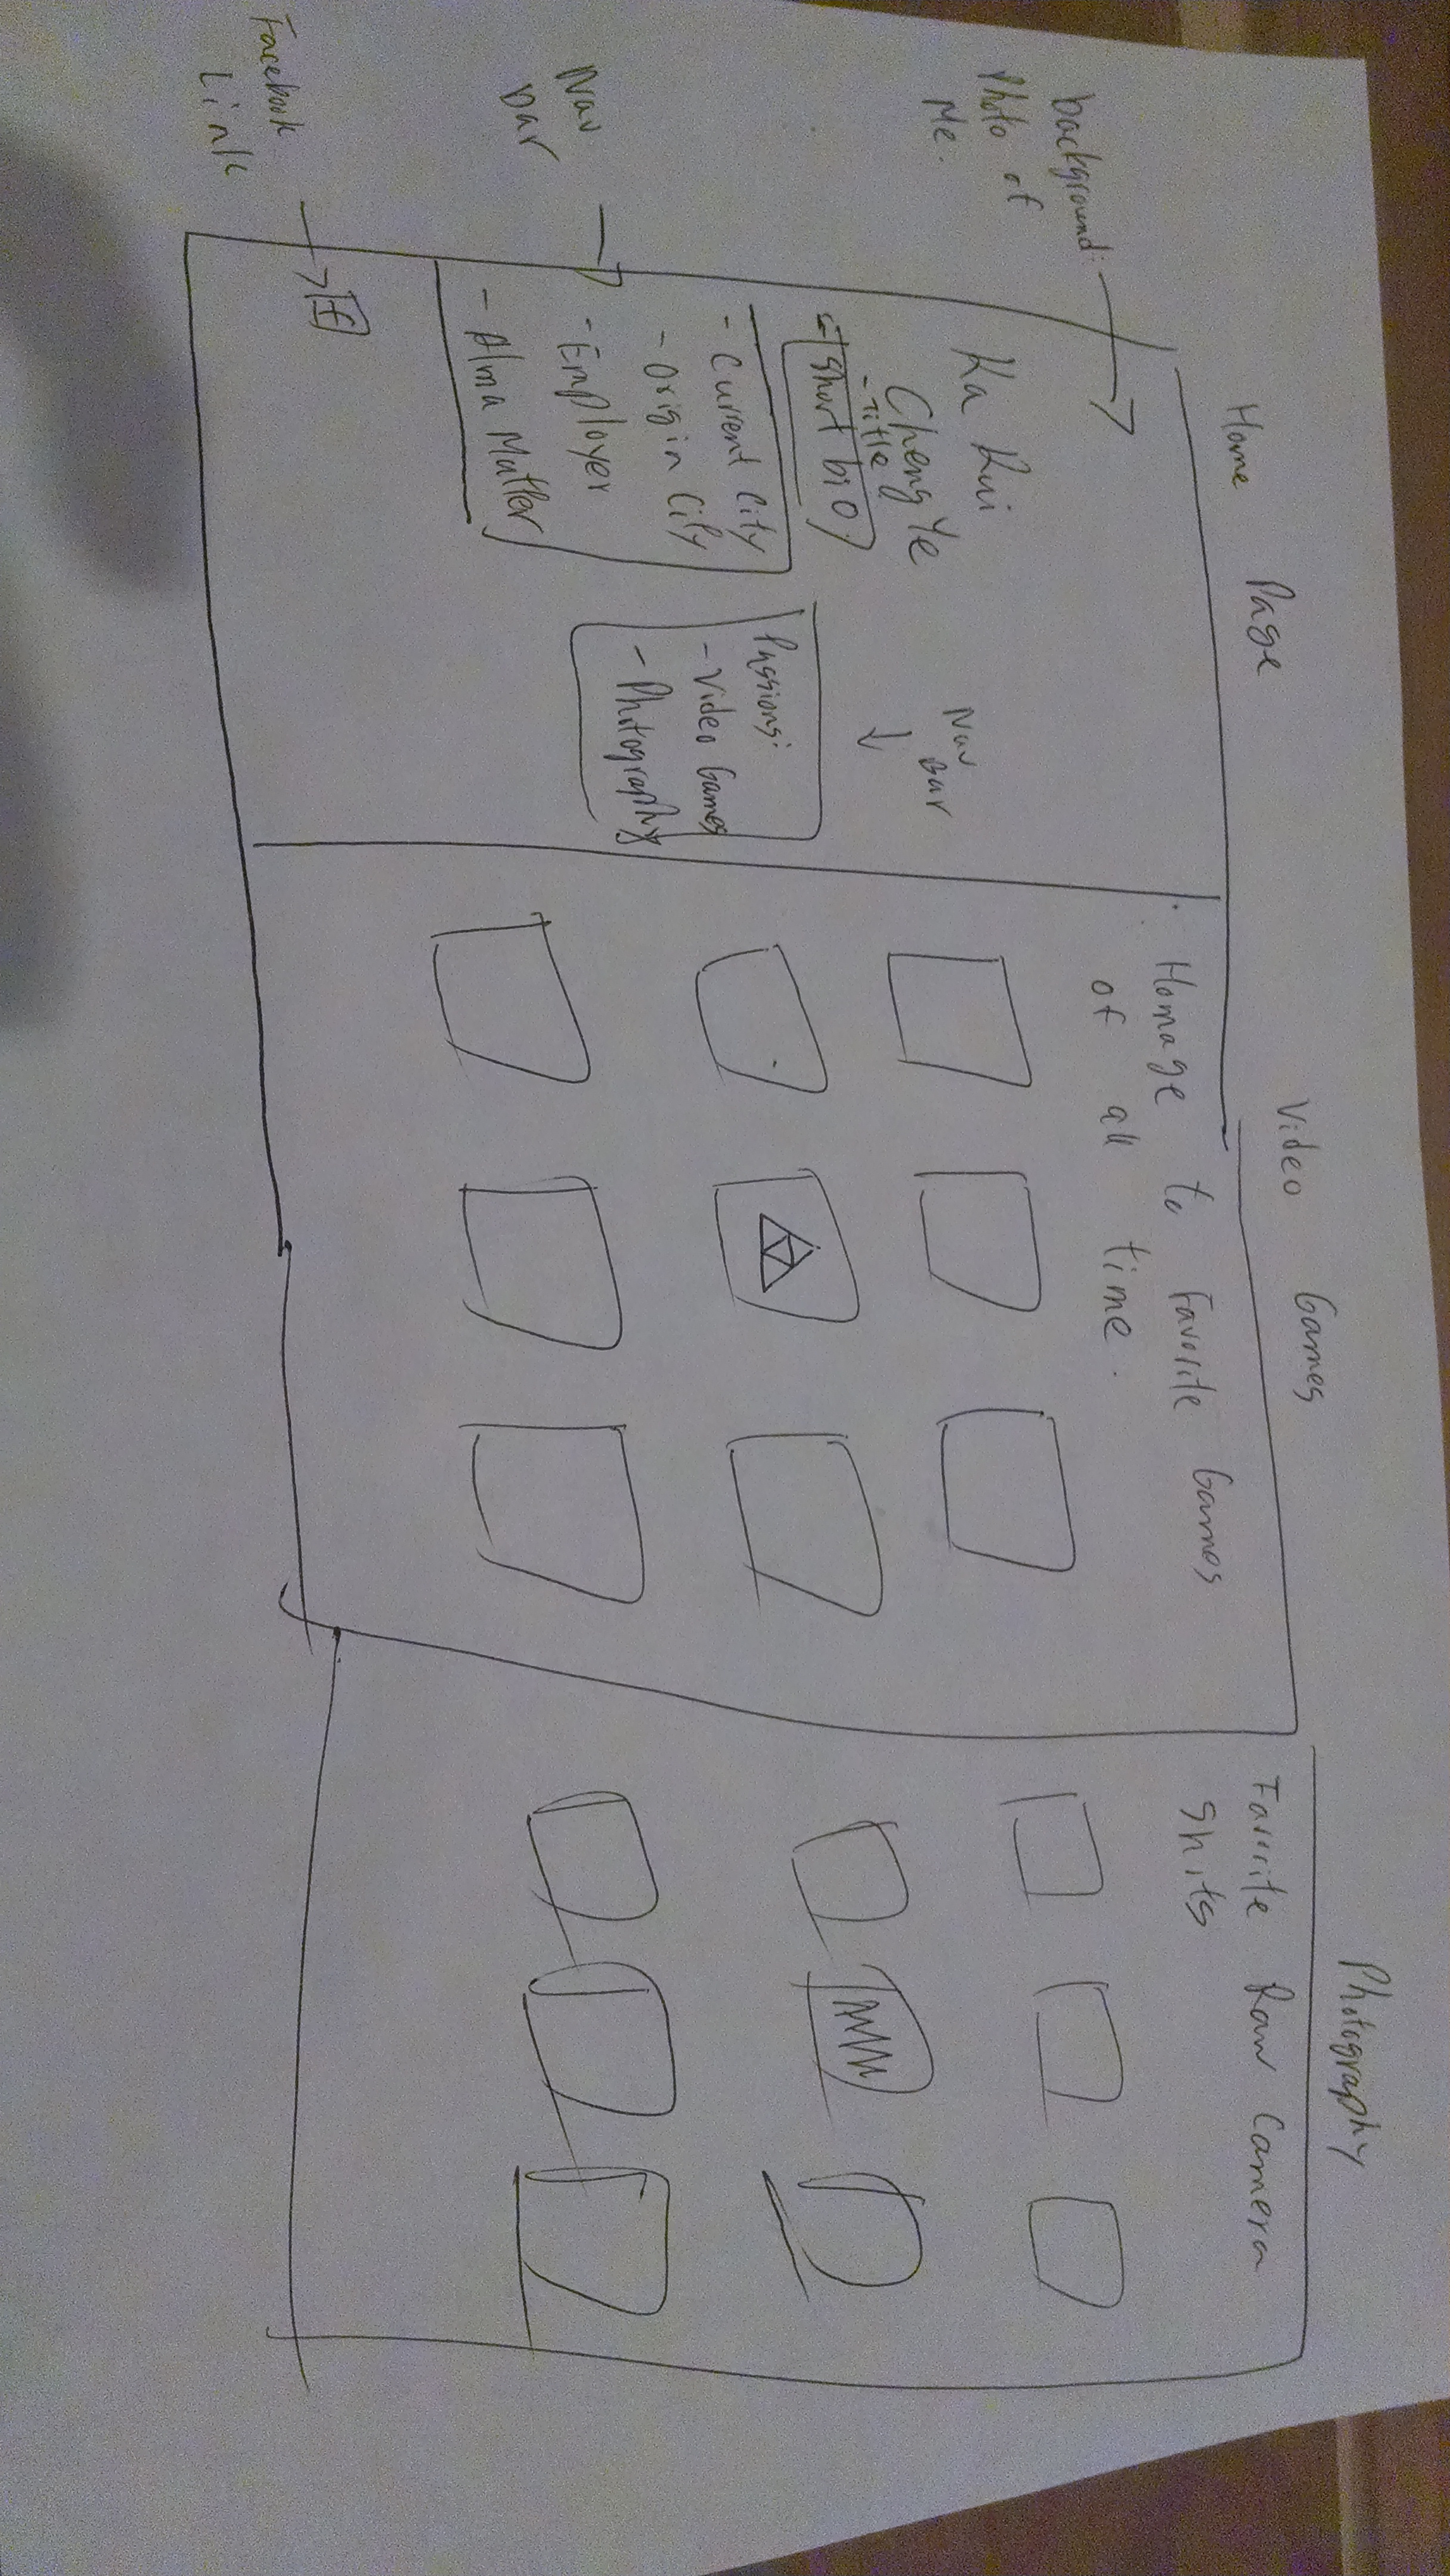 Home Page
Video Games
Photography
background:
Photo of
Me.
Nav
bar
Facebook
Link
Ka Kui
Cheng Ye
- Title
Short bio
- Current City
- Origin City
- Employer
- Alma Matter
f
Nav
Bar
Passions:
- Video Games
- Photography
Homage to Favorite Games
of all time.
Favorite Raw Camera
Shots